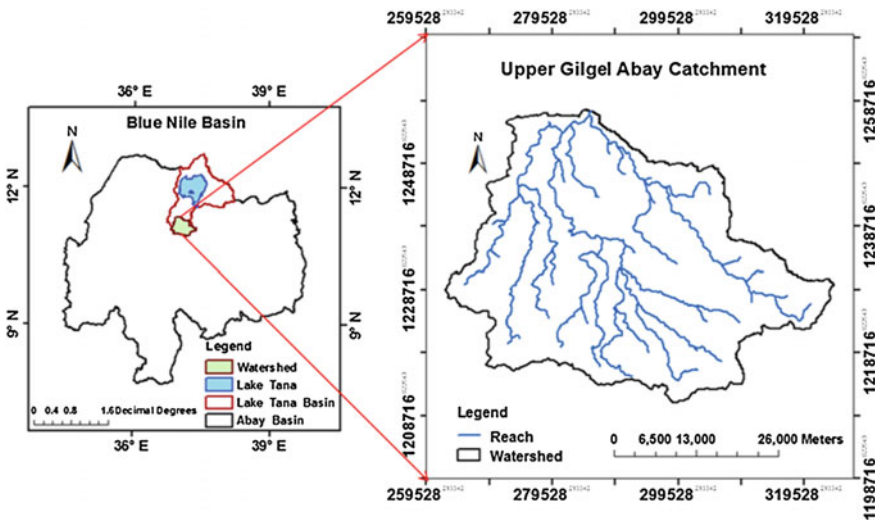 36° E
39° E
Blue Nile Basin
N
12° N
12° N
9° N
9° N
Legend
Watershed
Lake Tana
Lake Tana Basin
Abay Basin
0 0.4 0.8 1.6 Decimal Degrees
36° E
39° E
259528
279528
299528
319528
Upper Gilgel Abay Catchment
N
1258716
1248716
1238716
1228716
1218716
1208716
1198716
Legend
Reach
Watershed
0 6,500 13,000 26,000 Meters
259528
279528
299528
319528